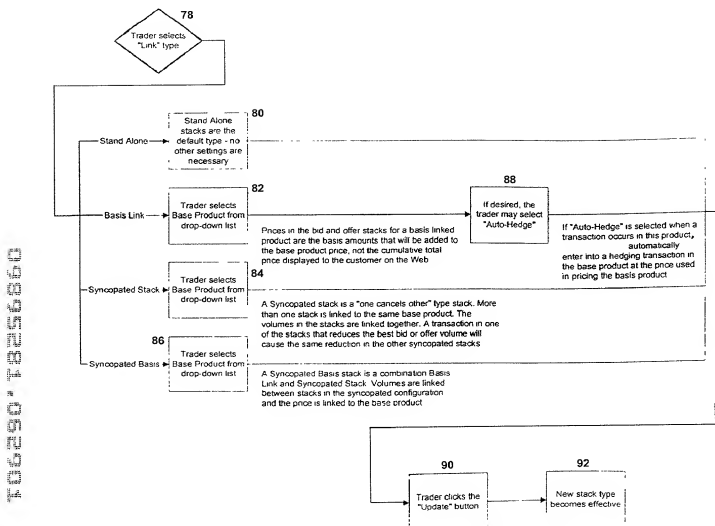 78
Trader selects
"Link" type
80
Stand Alone
stacks are the
default type - no
other settings are
necessary
Stand Alone
82
Trader selects
Base Product from
drop-down list
Basis Link
88
If desired, the
trader may select
"Auto-Hedge"
Prices in the bid and offer stacks for a basis linked
product are the basis amounts that will be added to
the base product price, not the cumulative total
price displayed to the customer on the Web
If "Auto-Hedge" is selected when a
transaction occurs in this product,
automatically
enter into a hedging transaction in
the base product at the price used
in pricing the basis product
84
Trader selects
Base Product from
drop-down list
Syncopated Stack
A Syncopated stack is a "one cancels other" type stack. More
than one stack is linked to the same base product. The
volumes in the stacks are linked together. A transaction in one
of the stacks that reduces the best bid or offer volume will
cause the same reduction in the other syncopated stacks
86
Trader selects
Base Product from
drop-down list
Syncopated Basis
A Syncopated Basis stack is a combination Basis
Link and Syncopated Stack Volumes are linked
between stacks in the syncopated configuration
and the price is linked to the base product
90
Trader clicks the
"Update" button
92
New stack type
becomes effective